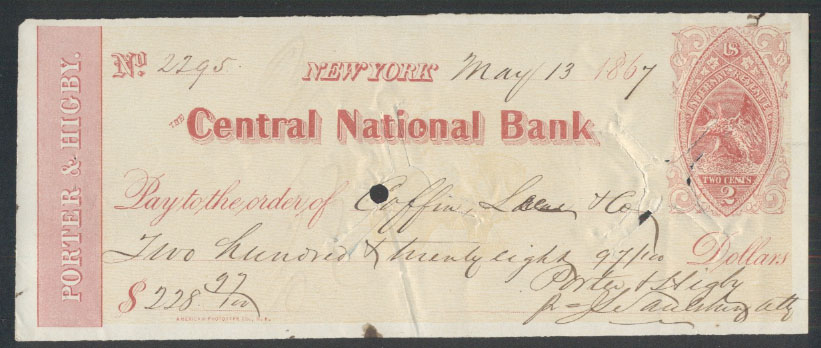 PORTER & HIGBY.
No 2295. NEW YORK May 13 1867
THE Central National Bank
Pay to the order of Coffin, & Co
Two hundred & twenty eight 97/100 Dollars
$ 228 97/100
Porter & Higby
Atty
AMERICAN PHOTOTYPE CO., N.Y.
US
INTERNAL REVENUE
TWO CENTS
2